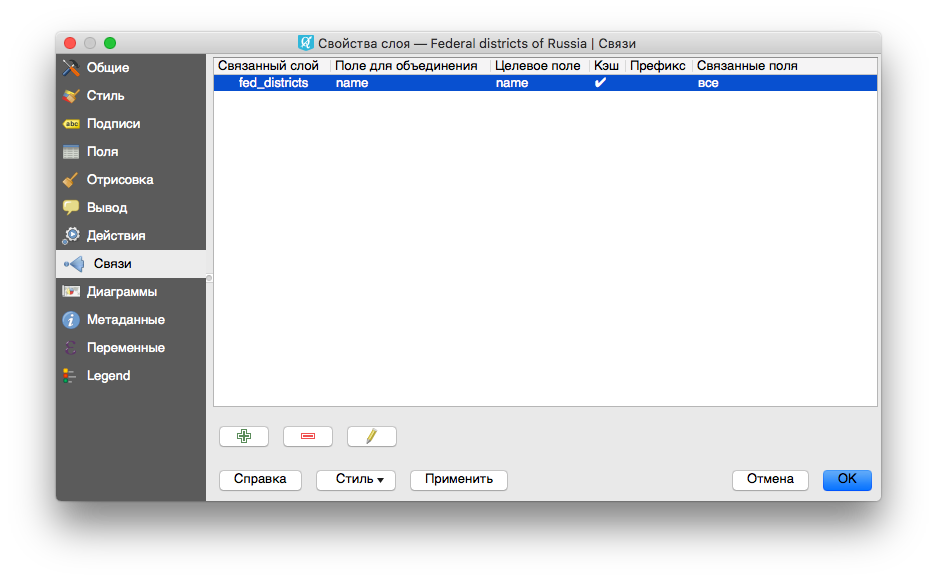 Свойства слоя — Federal districts of Russia | Связи
Общие
Стиль
Подписи
Поля
Отрисовка
Вывод
Действия
Связи
Диаграммы
Метаданные
Переменные
Legend
Связанный слой Поле для объединения Целевое поле Кэш Префикс Связанные поля
fed_districts name name ✔ все
Справка Стиль Применить Отмена OK